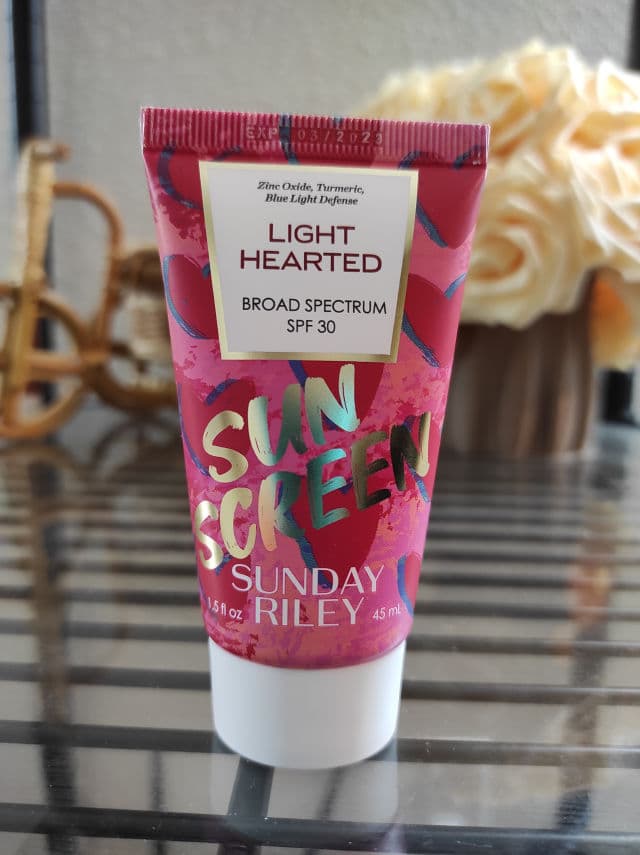 EXP 03/2023
Zinc Oxide, Turmeric,
Blue Light Defense
LIGHT
HEARTED
BROAD SPECTRUM
SPF 30
SUN
SCREEN
SUNDAY
RILEY
1.5 fl oz
45 mL